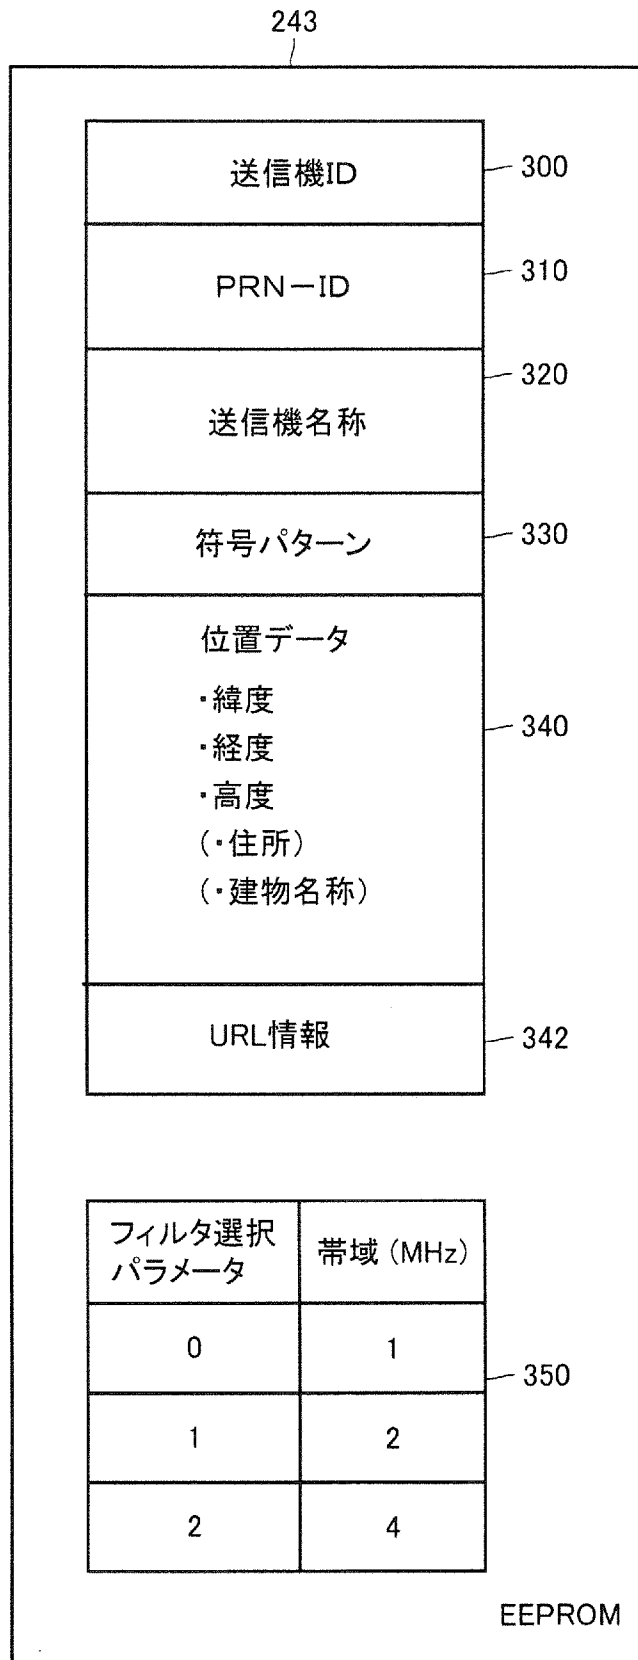 243
送信機ID
300
PRN-ID
310
送信機名称
320
符号パターン
330
位置データ
・緯度
・経度
・高度
(・住所)
(・建物名称)
340
URL情報
342
フィルタ選択
パラメータ
帯域(MHz)
0
1
350
1
2
2
4
EEPROM